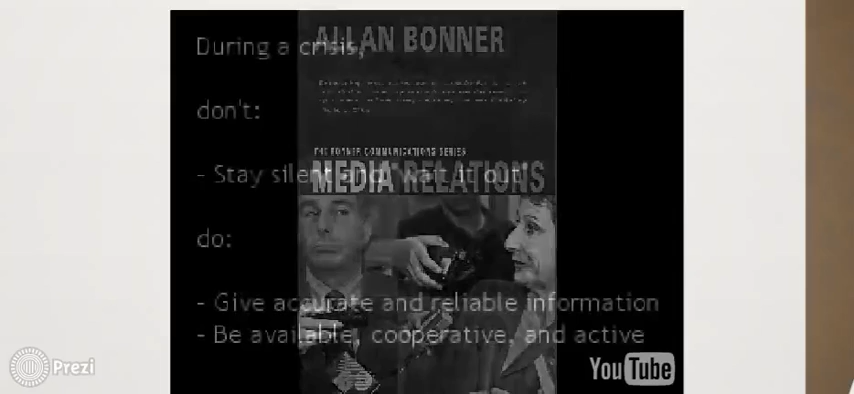 ALLAN BONNER
During a crisis,
don't:
THE BONNER COMMUNICATIONS SERIES
MEDIA RELATIONS
- Stay silent and "wait it out"
do:
- Give accurate and reliable information
- Be available, cooperative, and active
Prezi
YouTube